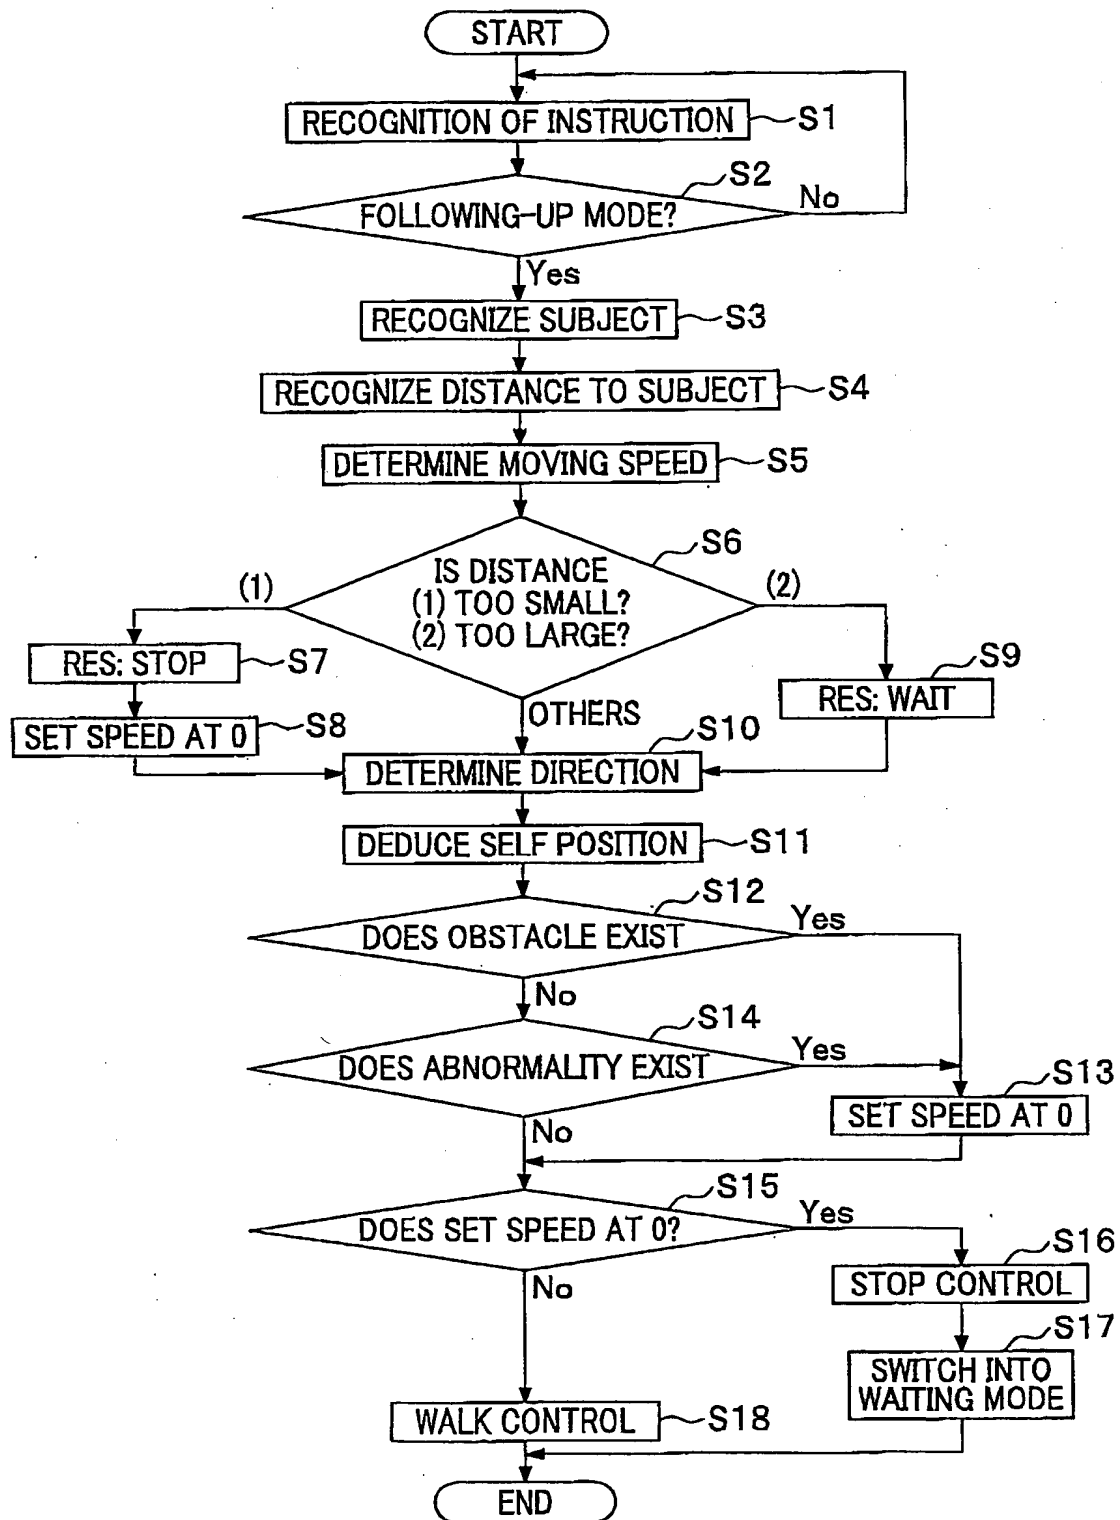 START
RECOGNITION OF INSTRUCTION
S1
S2
FOLLOWING-UP MODE?
No
Yes
RECOGNIZE SUBJECT
S3
RECOGNIZE DISTANCE TO SUBJECT
S4
DETERMINE MOVING SPEED
S5
S6
IS DISTANCE
(1) TOO SMALL?
(2) TOO LARGE?
(1)
(2)
RES: STOP
S7
S9
RES: WAIT
SET SPEED AT 0
S8
OTHERS
S10
DETERMINE DIRECTION
DEDUCE SELF POSITION
S11
S12
DOES OBSTACLE EXIST
Yes
No
S14
DOES ABNORMALITY EXIST
Yes
S13
SET SPEED AT 0
No
S15
DOES SET SPEED AT 0?
Yes
S16
STOP CONTROL
No
S17
SWITCH INTO
WAITING MODE
WALK CONTROL
S18
END